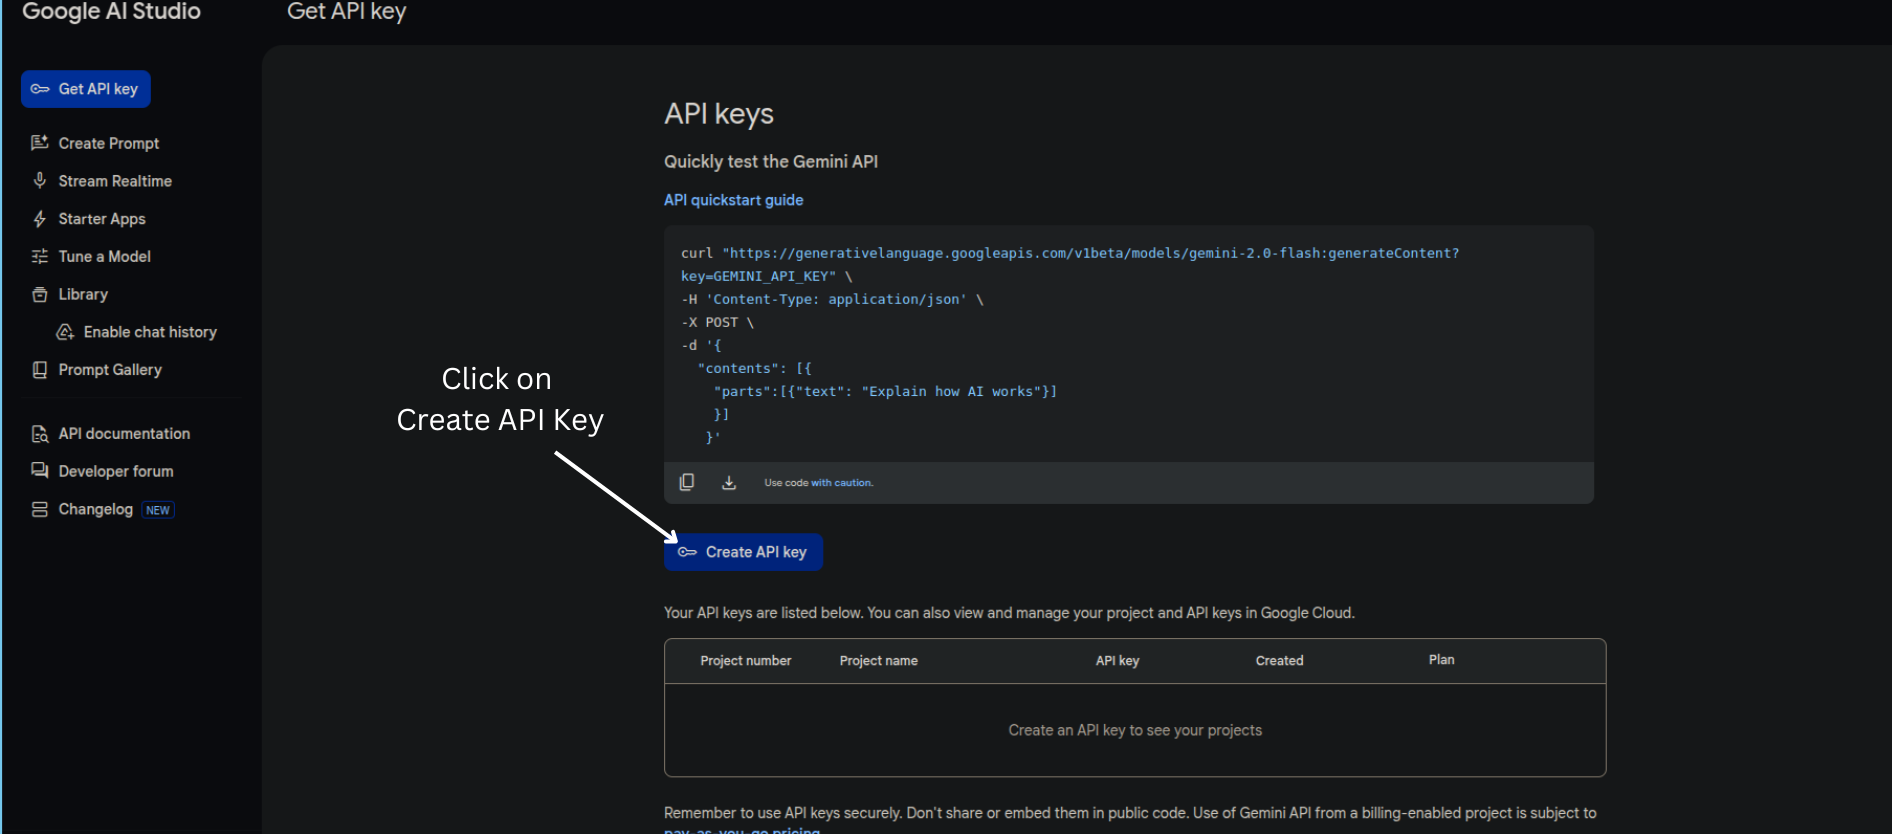 Google AI Studio
Get API key
Get API key
Create Prompt
Stream Realtime
Starter Apps
Tune a Model
Library
Enable chat history
Prompt Gallery
API documentation
Developer forum
Changelog NEW
Click on
Create API Key
API keys
Quickly test the Gemini API
API quickstart guide
curl "https://generativelanguage.googleapis.com/v1beta/models/gemini-2.0-flash:generateContent?
key=GEMINI_API_KEY" \
-H 'Content-Type: application/json' \
-X POST \
-d '{
"contents": [{
"parts":[{"text": "Explain how AI works"}]
}]
}'
Use code with caution.
Create API key
Your API keys are listed below. You can also view and manage your project and API keys in Google Cloud.
Project number Project name API key Created Plan
Create an API key to see your projects
Remember to use API keys securely. Don't share or embed them in public code. Use of Gemini API from a billing-enabled project is subject to
pay-as-you-go pricing